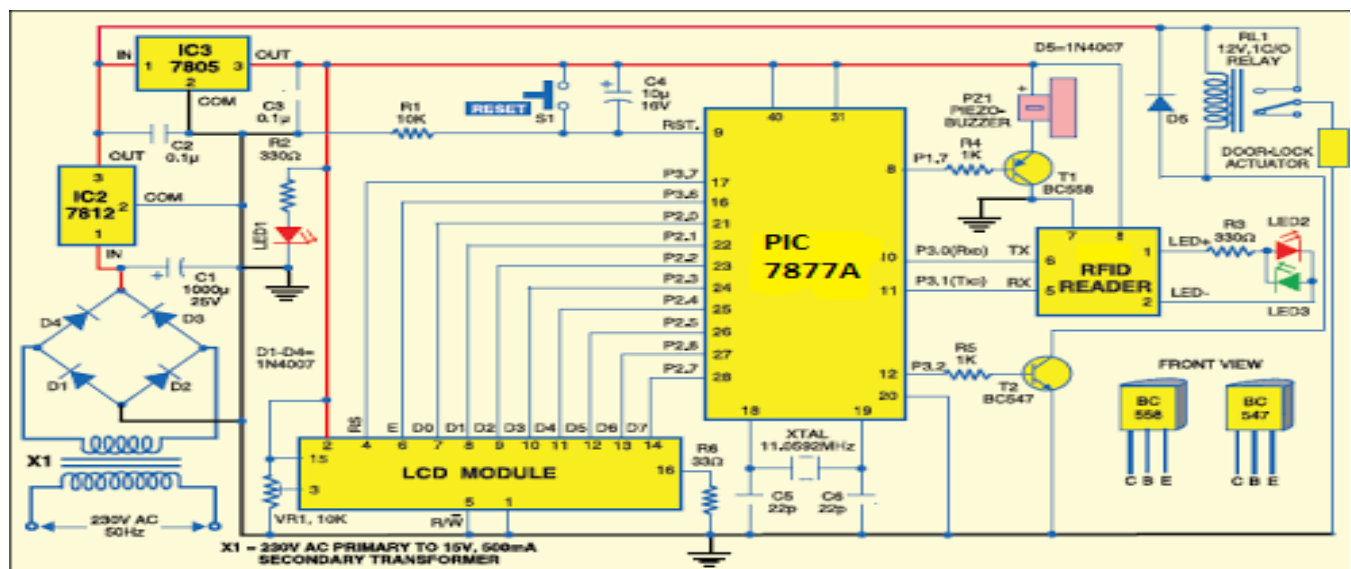 IC3
7805
IN
1
3
OUT
2
COM
C3
0.1µ
C2
0.1µ
OUT
3
IC2
7812
2
COM
1
IN
C1
1000µ
25V
R2
330Ω
LED1
D4
D3
D1
D2
D1-D4=
1N4007
X1
230V AC
50Hz
X1 = 230V AC PRIMARY TO 15V, 500mA
SECONDARY TRANSFORMER
R1
10K
RESET
S1
C4
10µ
16V
RST.
9
P3.7
17
P3.6
16
P2.0
21
P2.1
22
P2.2
23
P2.3
24
P2.4
25
P2.5
26
P2.6
27
P2.7
28
40
31
PIC
7877A
8
P1.7
R4
1K
10
P3.0(RxD)
TX
11
P3.1(TxD)
RX
12
P3.2
R5
1K
20
18
19
XTAL
11.0592MHz
C5
22p
C6
22p
RS
E
D0
D1
D2
D3
D4
D5
D6
D7
2
4
6
7
8
9
10
11
12
13
14
15
3
LCD MODULE
16
5
1
R/W̅
VR1, 10K
R6
33Ω
D5=1N4007
PZ1
PIEZO-
BUZZER
T1
BC558
7
8
6
5
RFID
READER
1
2
LED+
LED-
R3
330Ω
LED2
LED3
T2
BC547
D5
RL1
12V,1C/O
RELAY
DOOR-LOCK
ACTUATOR
FRONT VIEW
BC
558
C B E
BC
547
C B E